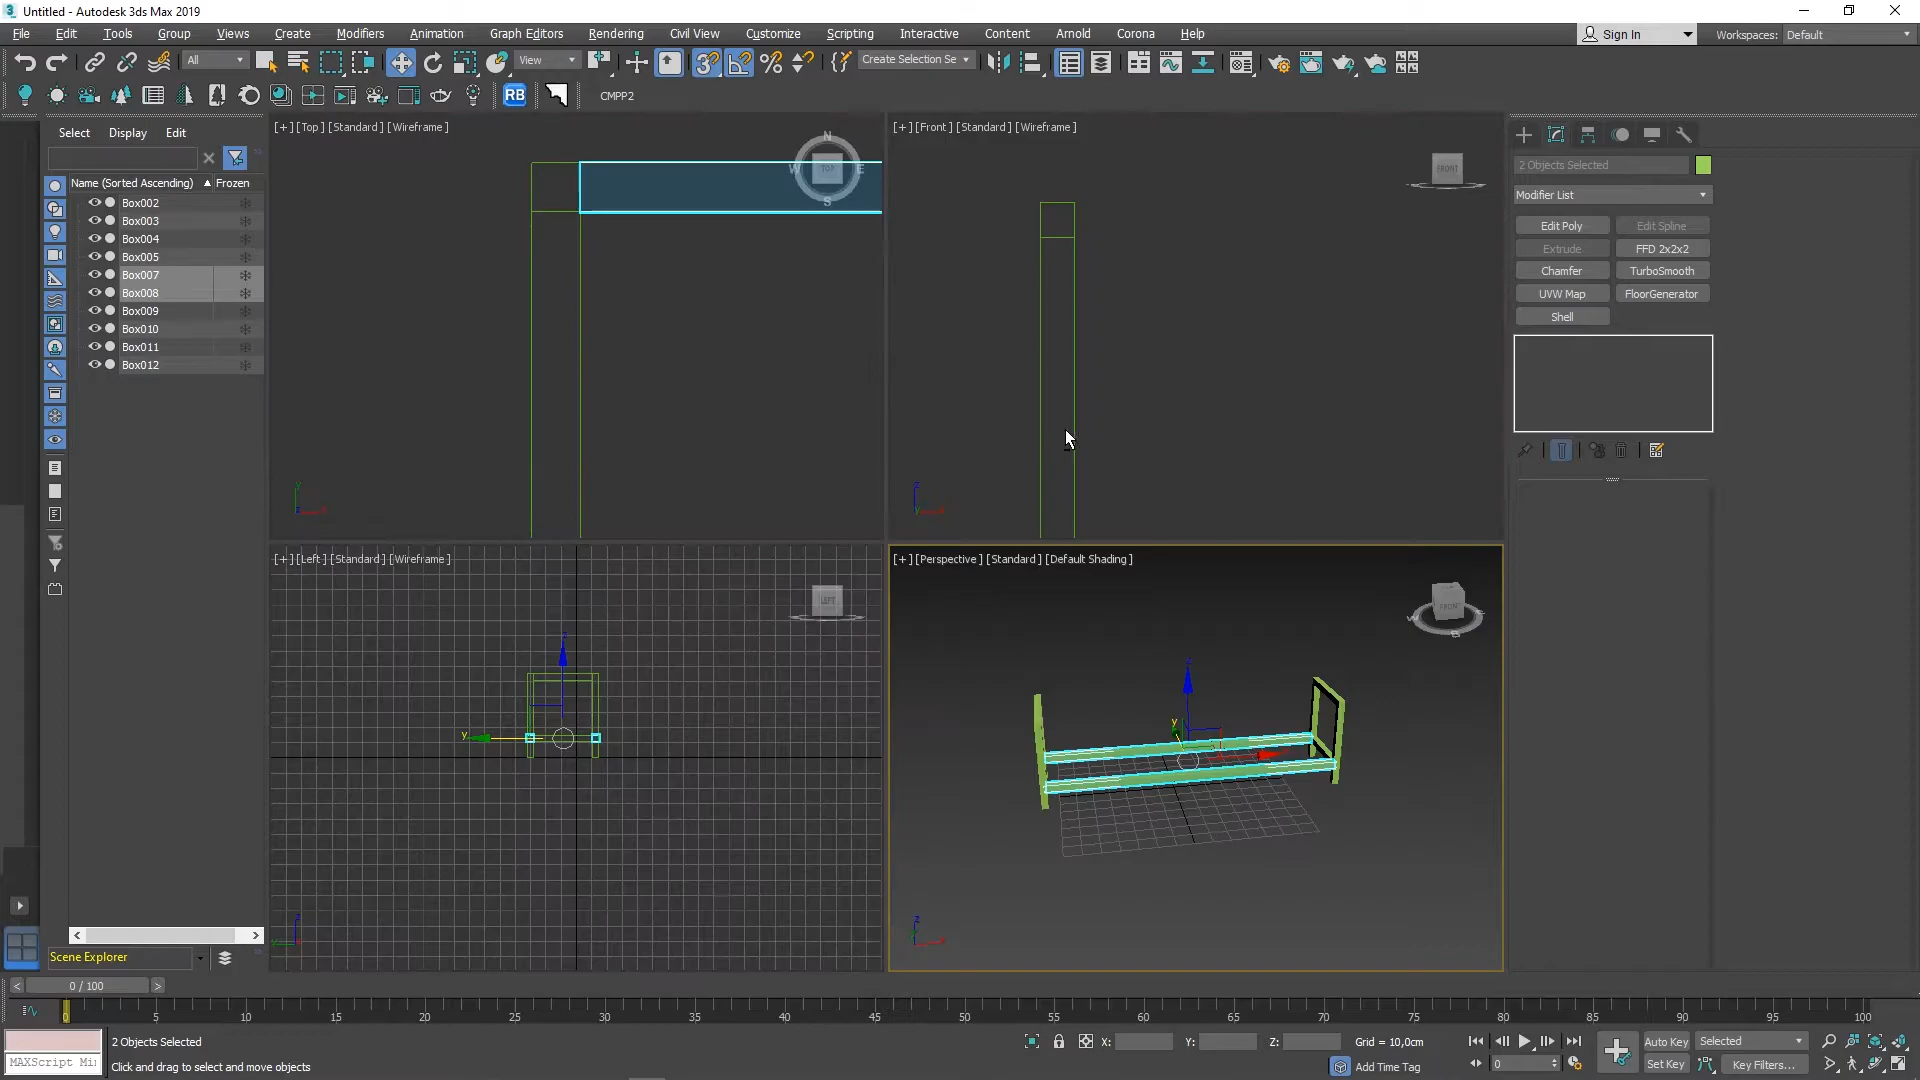 Untitled - Autodesk 3ds Max 2019
File Edit Tools Group Views Create Modifiers Animation Graph Editors Rendering Civil View Customize Scripting Interactive Content Arnold Corona Help
Sign In Workspaces: Default
All View Create Selection Se
RB CMPP2
Select Display Edit
Name (Sorted Ascending) Frozen
Box002
Box003
Box004
Box005
Box007
Box008
Box009
Box010
Box011
Box012
Scene Explorer
[+] [Top] [Standard] [Wireframe]
N
W TOP E
S
[+] [Front] [Standard] [Wireframe]
FRONT
[+] [Left] [Standard] [Wireframe]
LEFT
z
y
[+] [Perspective] [Standard] [Default Shading]
FRONT
W
S
z
y
2 Objects Selected
Modifier List
Edit Poly Edit Spline
Extrude FFD 2x2x2
Chamfer TurboSmooth
UVW Map FloorGenerator
Shell
< 0 / 100 >
0 5 10 15 20 25 30 35 40 45 50 55 60 65 70 75 80 85 90 95 100
2 Objects Selected X: Y: Z: Grid = 10,0cm Auto Key Selected
MAXScript Mi Click and drag to select and move objects Add Time Tag 0 Set Key Key Filters...